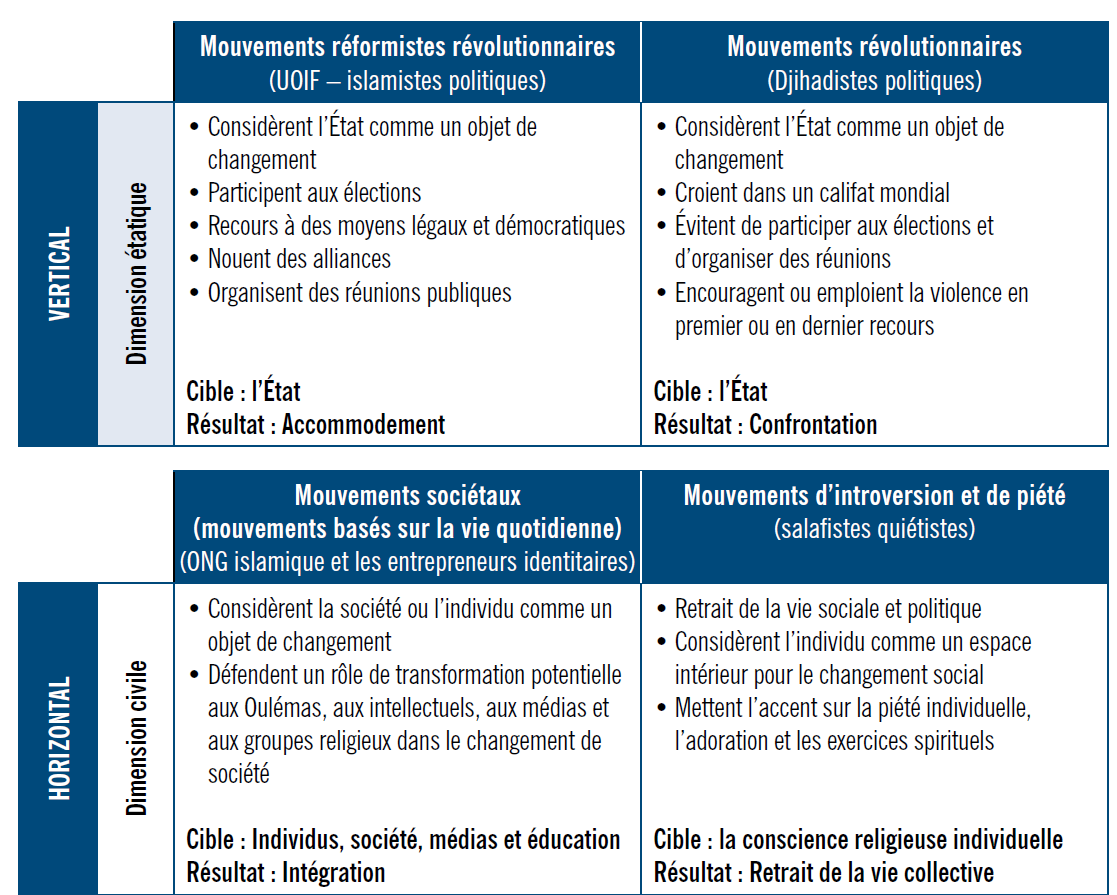 Mouvements réformistes révolutionnaires
(UOIF – islamistes politiques)
Mouvements révolutionnaires
(Djihadistes politiques)
VERTICAL
Dimension étatique
• Considèrent l’État comme un objet de
changement
• Participent aux élections
• Recours à des moyens légaux et démocratiques
• Nouent des alliances
• Organisent des réunions publiques
Cible : l’État
Résultat : Accommodement
• Considèrent l’État comme un objet de
changement
• Croient dans un califat mondial
• Évitent de participer aux élections et
d’organiser des réunions
• Encouragent ou emploient la violence en
premier ou en dernier recours
Cible : l’État
Résultat : Confrontation
Mouvements sociétaux
(mouvements basés sur la vie quotidienne)
(ONG islamique et les entrepreneurs identitaires)
Mouvements d’introversion et de piété
(salafistes quiétistes)
HORIZONTAL
Dimension civile
• Considèrent la société ou l’individu comme un
objet de changement
• Défendent un rôle de transformation potentielle
aux Oulémas, aux intellectuels, aux médias et
aux groupes religieux dans le changement de
société
Cible : Individus, société, médias et éducation
Résultat : Intégration
• Retrait de la vie sociale et politique
• Considèrent l’individu comme un espace
intérieur pour le changement social
• Mettent l’accent sur la piété individuelle,
l’adoration et les exercices spirituels
Cible : la conscience religieuse individuelle
Résultat : Retrait de la vie collective